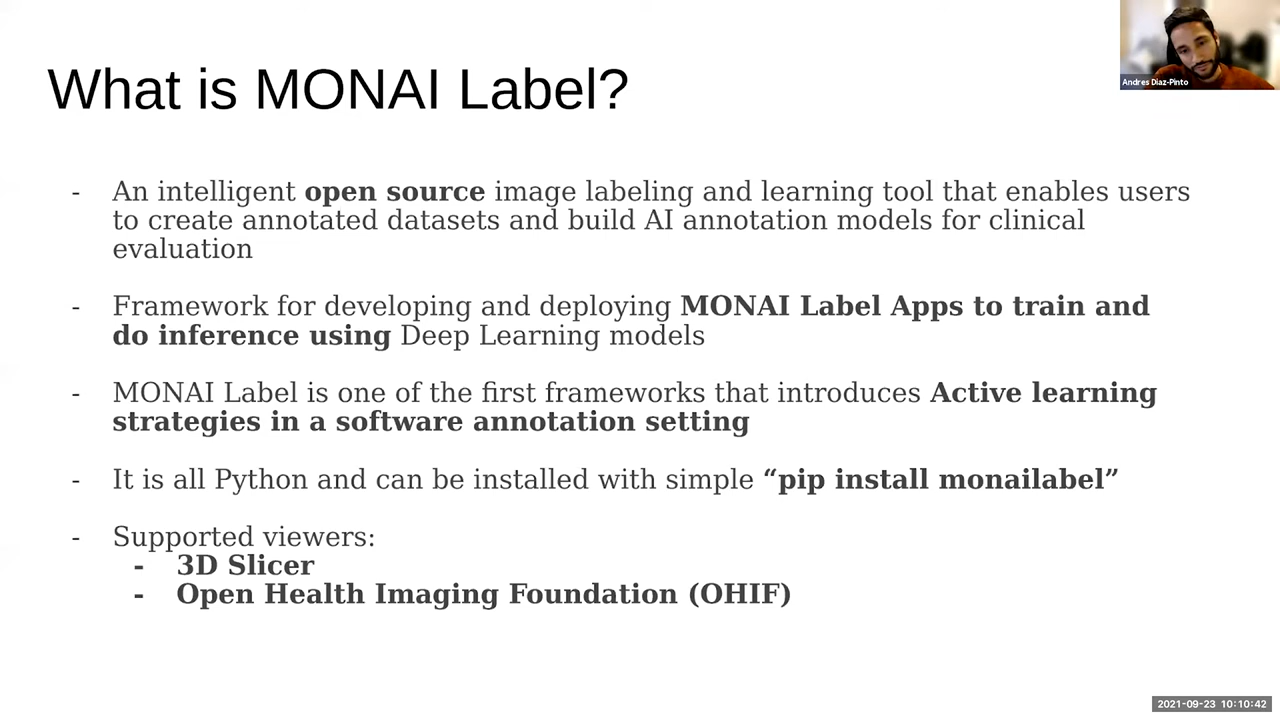 What is MONAI Label?
Andres Diaz-Pinto
- An intelligent open source image labeling and learning tool that enables users
to create annotated datasets and build AI annotation models for clinical
evaluation
- Framework for developing and deploying MONAI Label Apps to train and
do inference using Deep Learning models
- MONAI Label is one of the first frameworks that introduces Active learning
strategies in a software annotation setting
- It is all Python and can be installed with simple “pip install monailabel”
- Supported viewers:
- 3D Slicer
- Open Health Imaging Foundation (OHIF)
2021-09-23 10:10:42